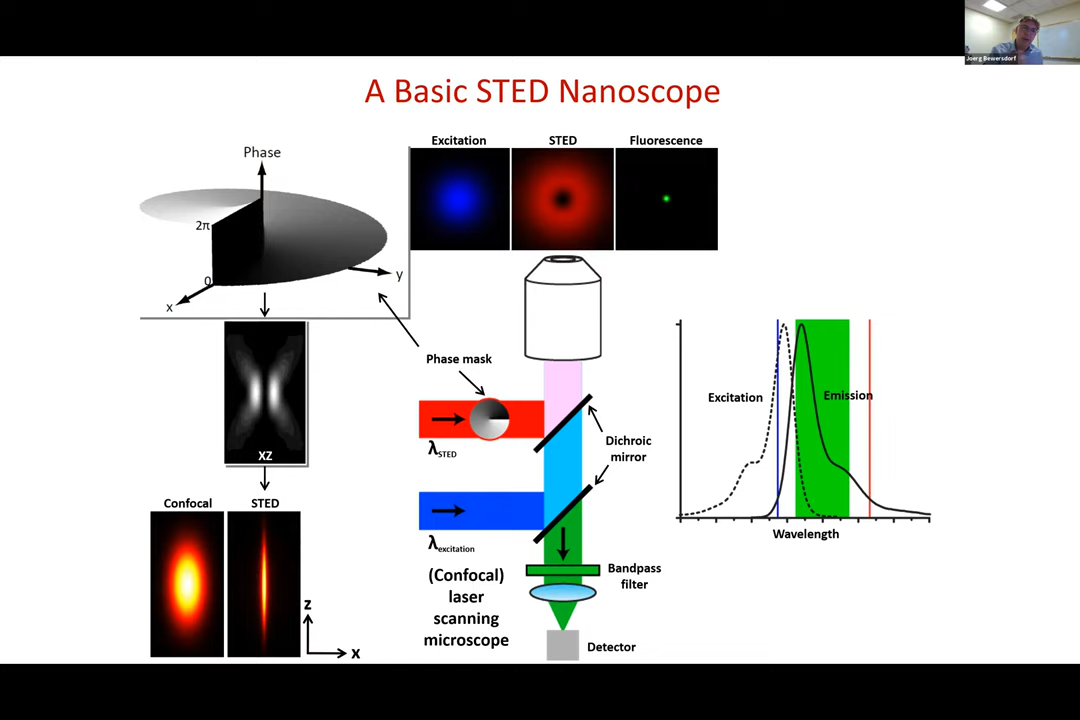 Joerg Bewersdorf
A Basic STED Nanoscope
Excitation
STED
Fluorescence
Phase
2π
0
y
x
Phase mask
λSTED
Dichroic
mirror
Excitation
Emission
XZ
Confocal
STED
λexcitation
Wavelength
(Confocal)
laser
scanning
microscope
Bandpass
filter
z
x
Detector